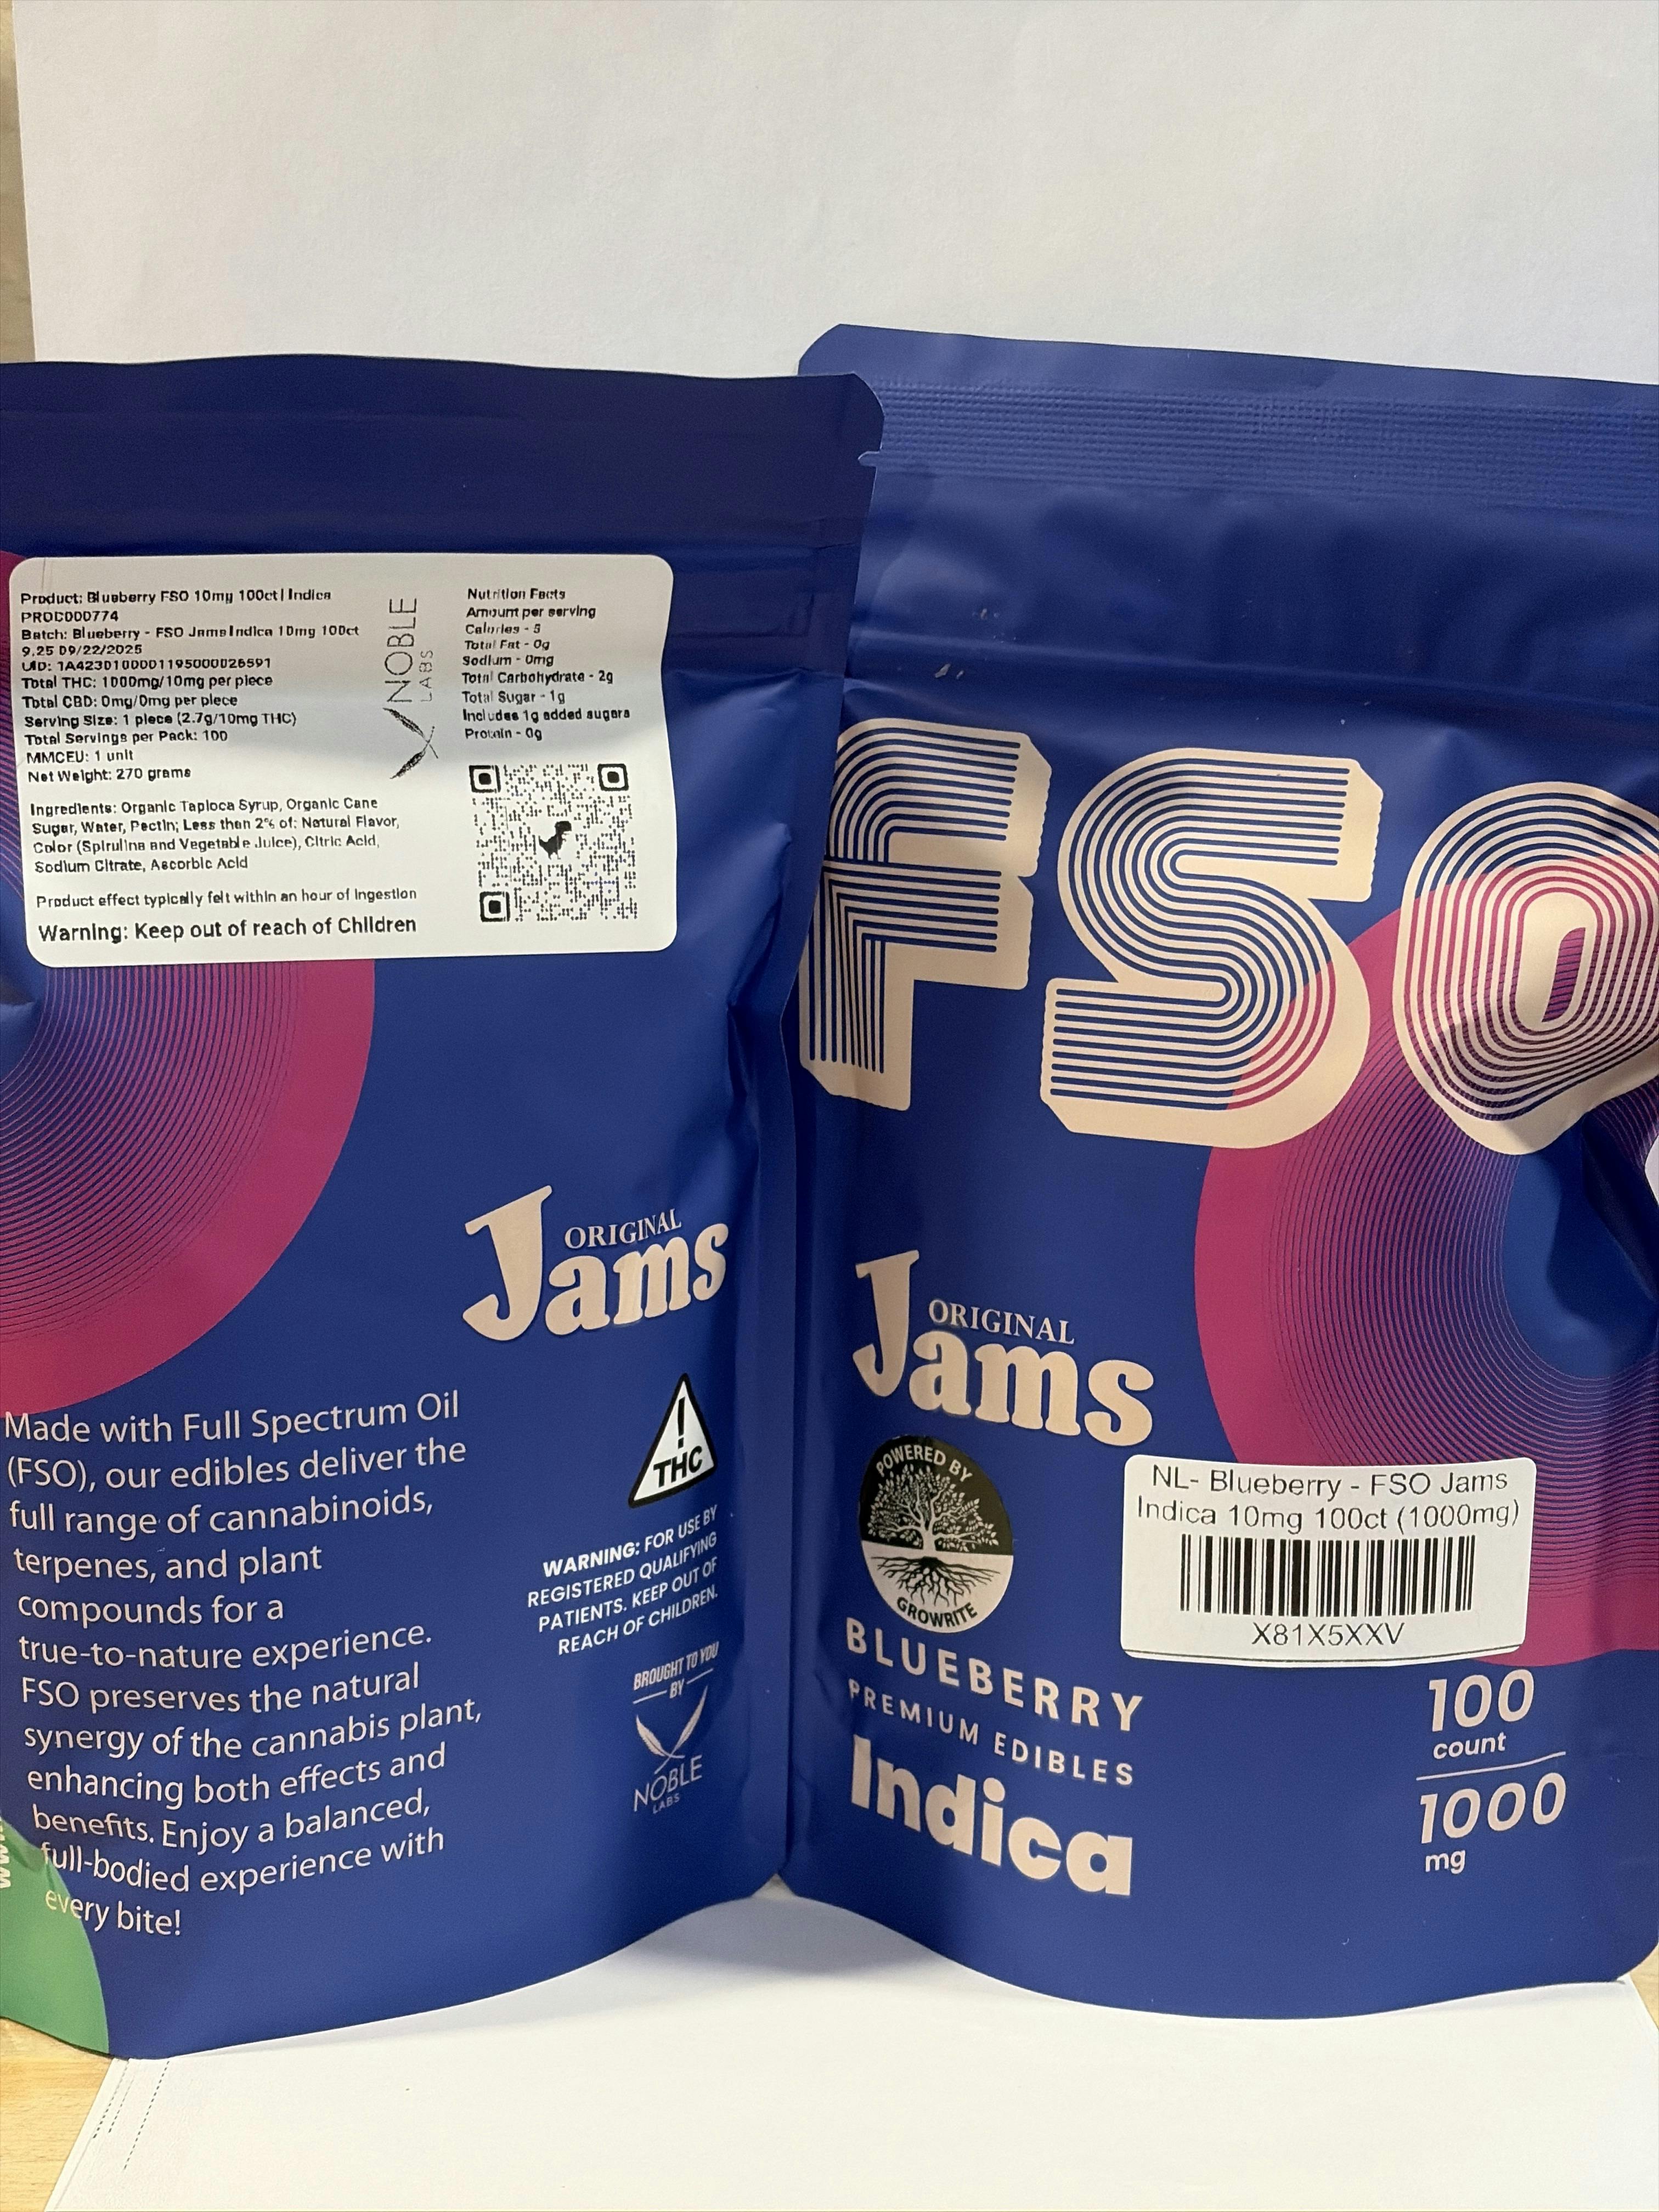 Product: Blueberry FSO 10mg 100ct | Indica
PROC000774
Batch: Blueberry - FSO Jams Indica 10mg 100ct
9.25 09/22/2025
UID: 1A4230100001195000026591
Total THC: 1000mg/10mg per piece
Total CBD: 0mg/0mg per piece
Serving Size: 1 piece (2.7g/10mg THC)
Total Servings per Pack: 100
MMCEU: 1 unit
Net Weight: 270 grams
Ingredients: Organic Tapioca Syrup, Organic Cane
Sugar, Water, Pectin; Less than 2% of: Natural Flavor,
Color (Spirulina and Vegetable Juice), Citric Acid,
Sodium Citrate, Ascorbic Acid
Product effect typically felt within an hour of ingestion
Warning: Keep out of reach of Children
NOBLE
LABS
Nutrition Facts
Amount per serving
Calories - 5
Total Fat - 0g
Sodium - 0mg
Total Carbohydrate - 2g
Total Sugar - 1g
Includes 1g added sugars
Protein - 0g
ORIGINAL
Jams
Made with Full Spectrum Oil
(FSO), our edibles deliver the
full range of cannabinoids,
terpenes, and plant
compounds for a
true-to-nature experience.
FSO preserves the natural
synergy of the cannabis plant,
enhancing both effects and
benefits. Enjoy a balanced,
full-bodied experience with
every bite!
!
THC
WARNING: FOR USE BY
REGISTERED QUALIFYING
PATIENTS. KEEP OUT OF
REACH OF CHILDREN.
BROUGHT TO YOU
BY
NOBLE
LABS
FSO
ORIGINAL
Jams
POWERED BY
GROWRITE
NL- Blueberry - FSO Jams
Indica 10mg 100ct (1000mg)
X81X5XXV
BLUEBERRY
PREMIUM EDIBLES
Indica
100
count
1000
mg